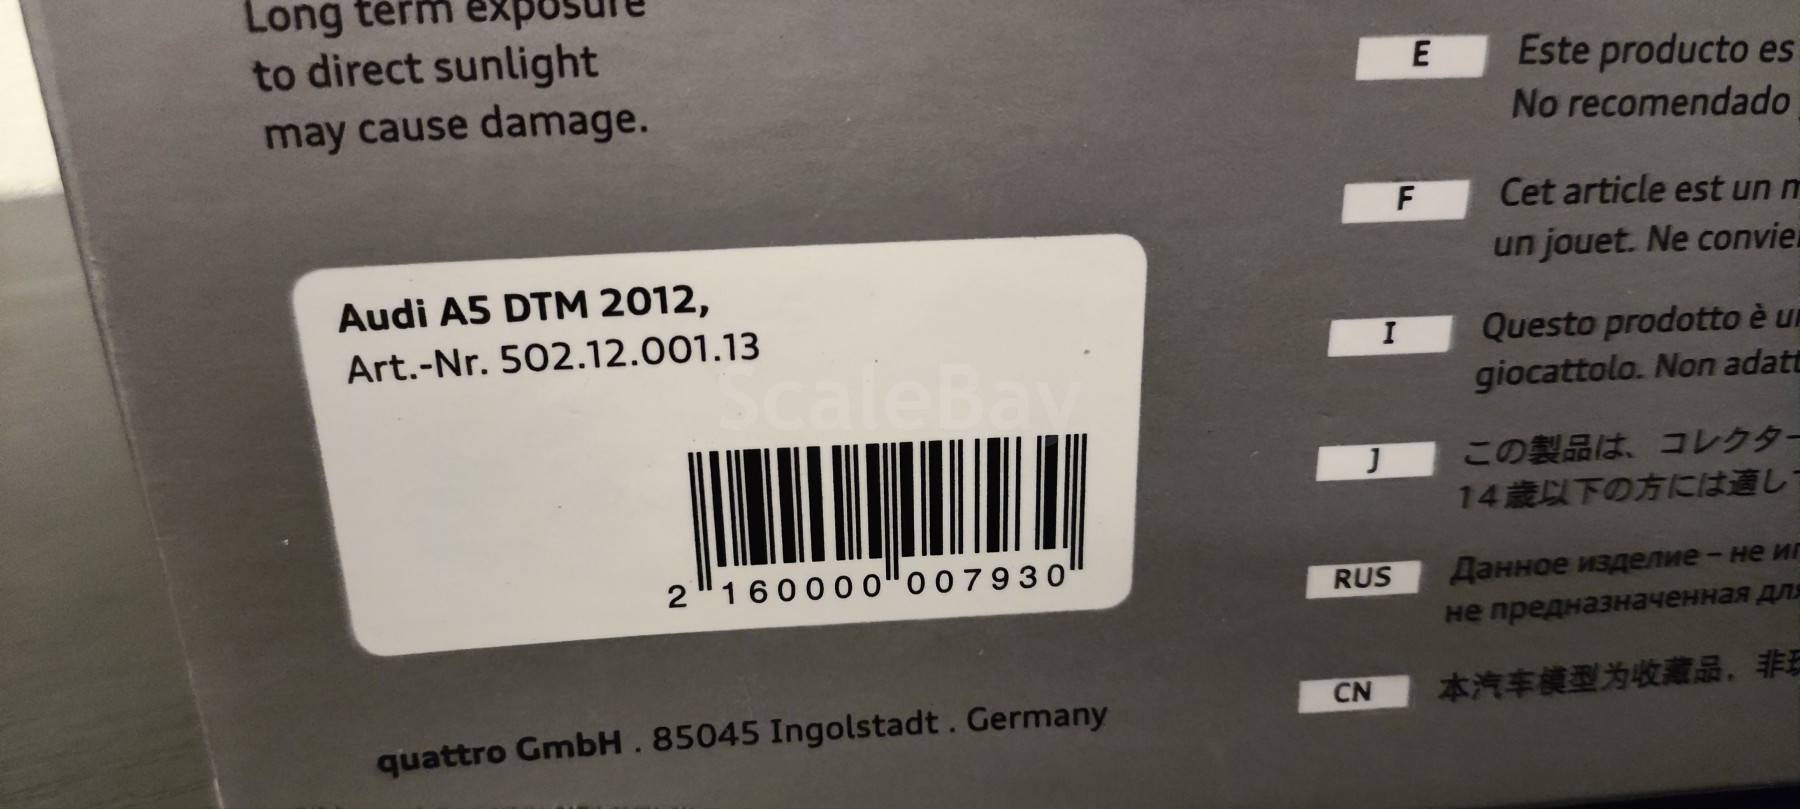 Long term exposure
to direct sunlight
may cause damage.
Audi A5 DTM 2012,
Art.-Nr. 502.12.001.13
ScaleBay
2 160000 007930
quattro GmbH . 85045 Ingolstadt . Germany
E Este producto es
No recomendado
F Cet article est un
un jouet. Ne
I Questo prodotto è
giocattolo. Non
J この製品は、コレクター
14歳以下の方には適し
RUS Данное изделие – не
не предназначенная для
CN 本汽车模型为收藏品，非